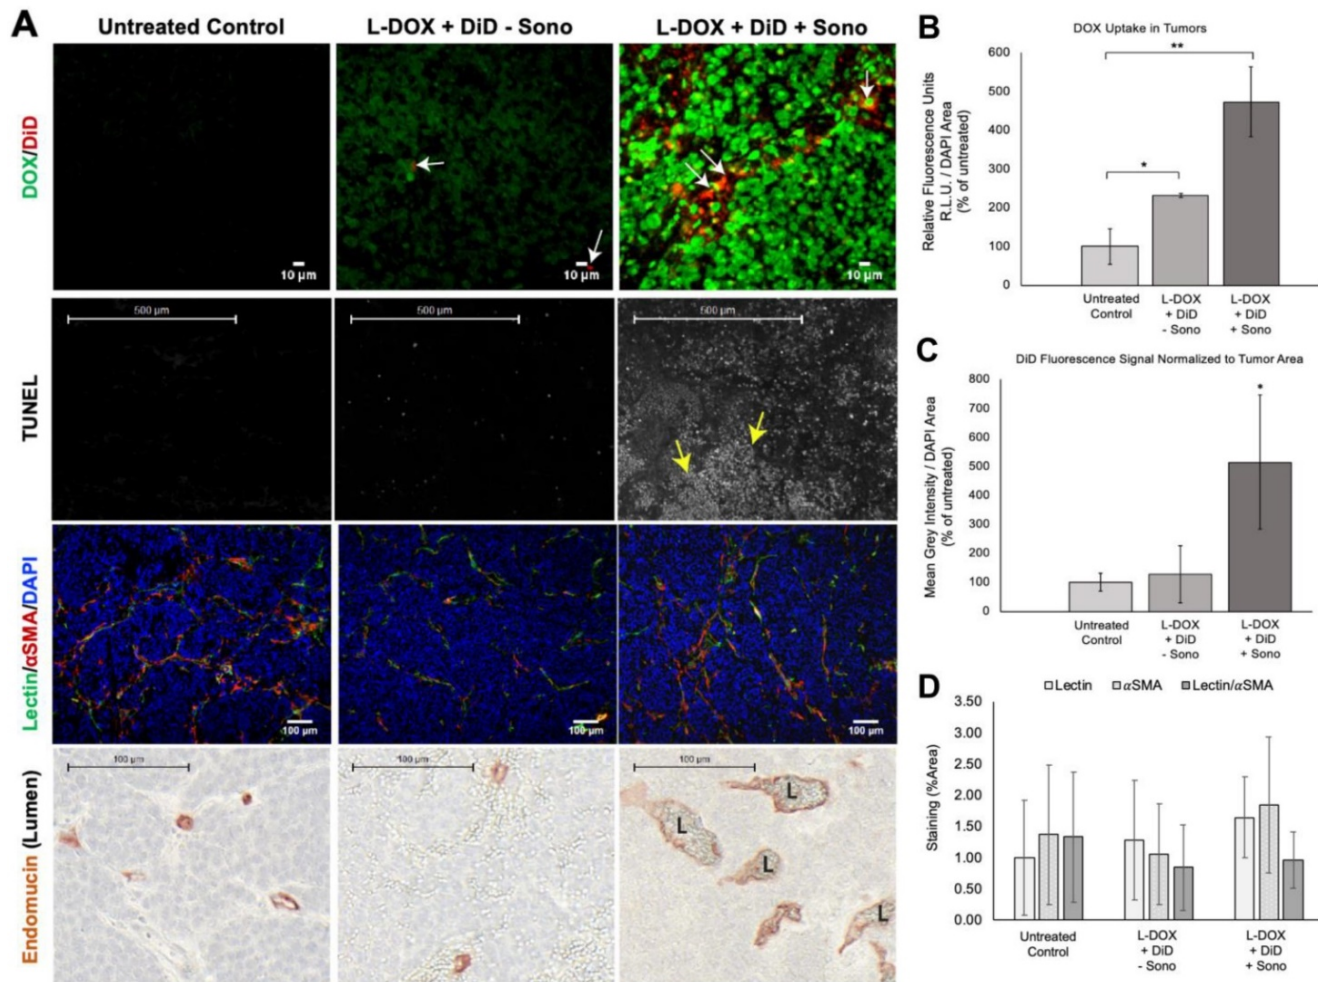 A
Untreated Control
L-DOX + DiD - Sono
L-DOX + DiD + Sono
DOX/DiD
10 µm
10 µm
10 µm
TUNEL
500 µm
500 µm
500 µm
Lectin/αSMA/DAPI
100 µm
100 µm
100 µm
Endomucin (Lumen)
100 µm
100 µm
100 µm
L
L
L
L
B
DOX Uptake in Tumors
Relative Fluorescence Units
R.L.U. / DAPI Area
(% of untreated)
600
500
400
300
200
100
0
**
*
Untreated
Control
L-DOX
+ DiD
- Sono
L-DOX
+ DiD
+ Sono
C
DiD Fluorescence Signal Normalized to Tumor Area
Mean Grey Intensity / DAPI Area
(% of untreated)
800
700
600
500
400
300
200
100
0
*
Untreated
Control
L-DOX
+ DiD
- Sono
L-DOX
+ DiD
+ Sono
D
Lectin
αSMA
Lectin/αSMA
Staining (%Area)
3.50
3.00
2.50
2.00
1.50
1.00
0.50
0.00
Untreated
Control
L-DOX
+ DiD
- Sono
L-DOX
+ DiD
+ Sono